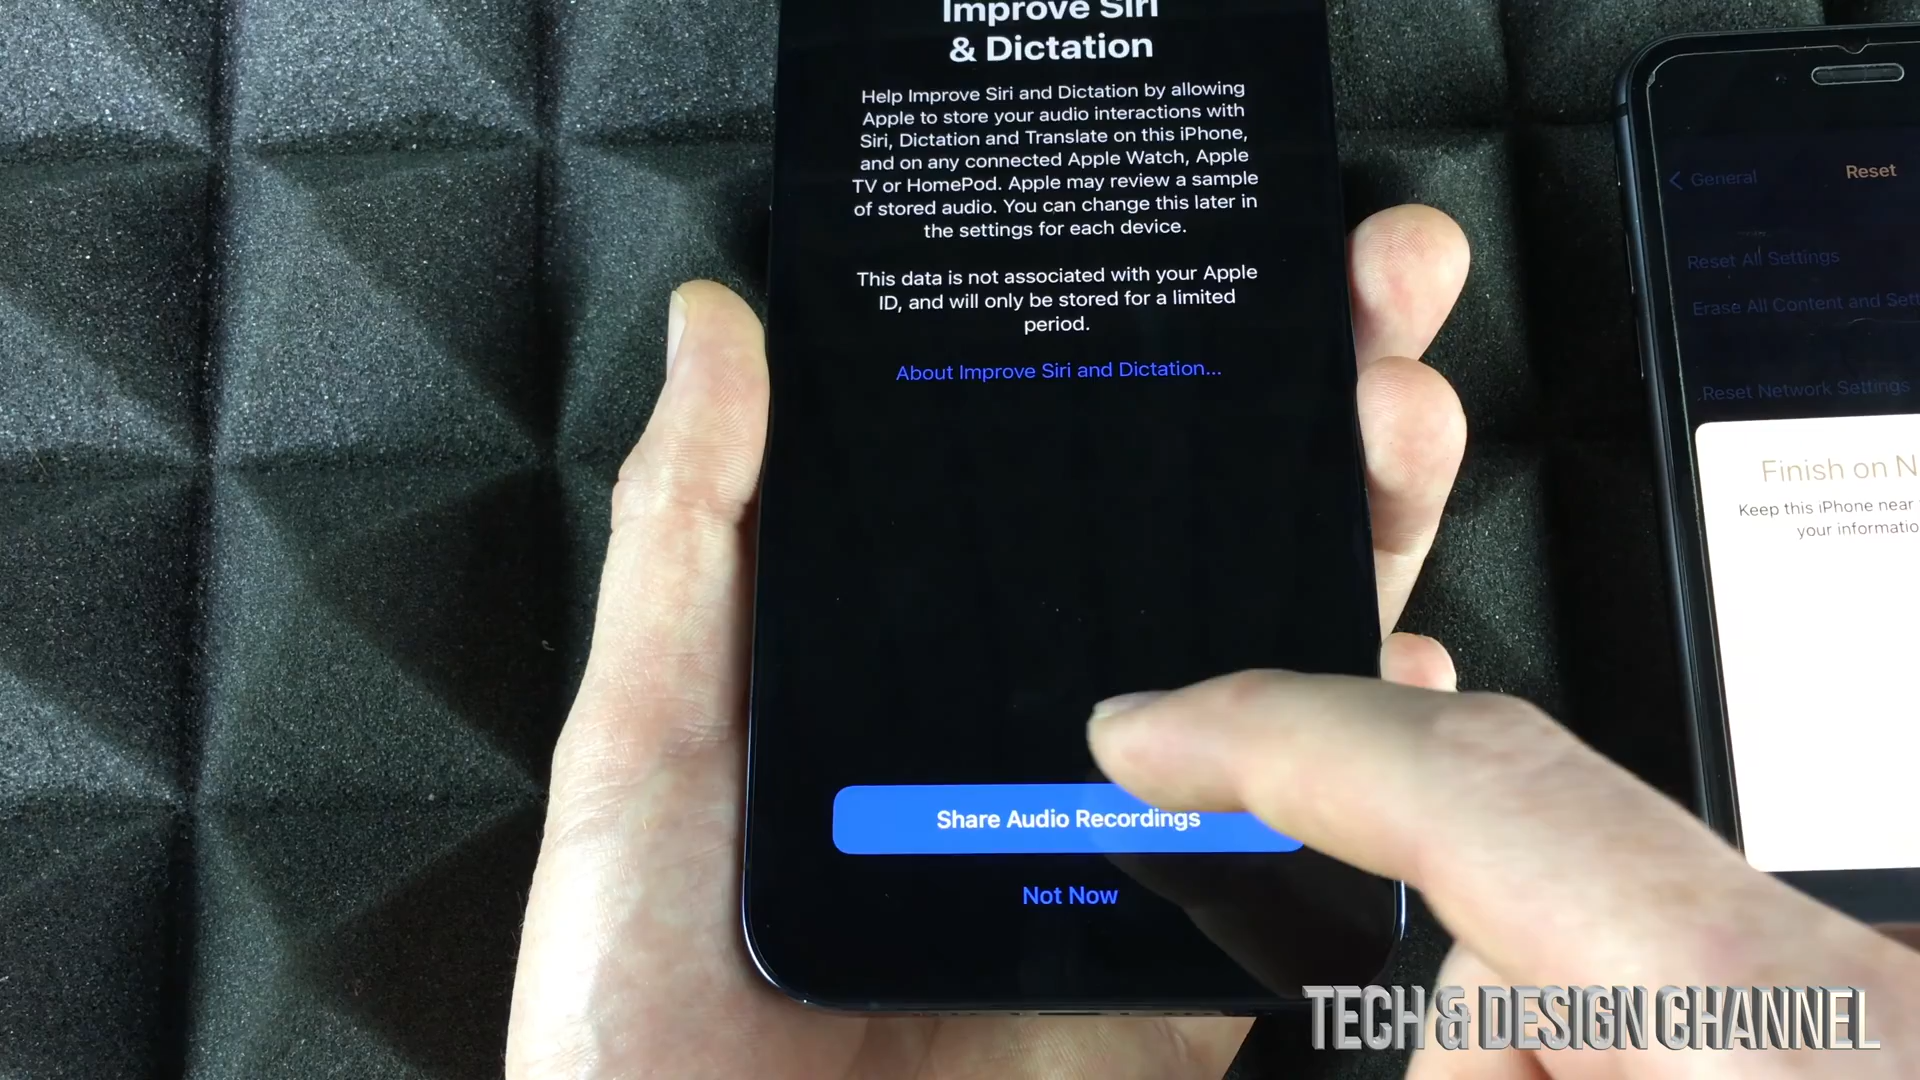 Improve Siri
& Dictation
Help Improve Siri and Dictation by allowing
Apple to store your audio interactions with
Siri, Dictation and Translate on this iPhone,
and on any connected Apple Watch, Apple
TV or HomePod. Apple may review a sample
of stored audio. You can change this later in
the settings for each device.
This data is not associated with your Apple
ID, and will only be stored for a limited
period.
About Improve Siri and Dictation...
Share Audio Recordings
Not Now
General
Reset
Reset All Settings
Erase All Content and Sett
Reset Network Settings
Finish on N
Keep this iPhone near
your informatio
TECH & DESIGN CHANNEL